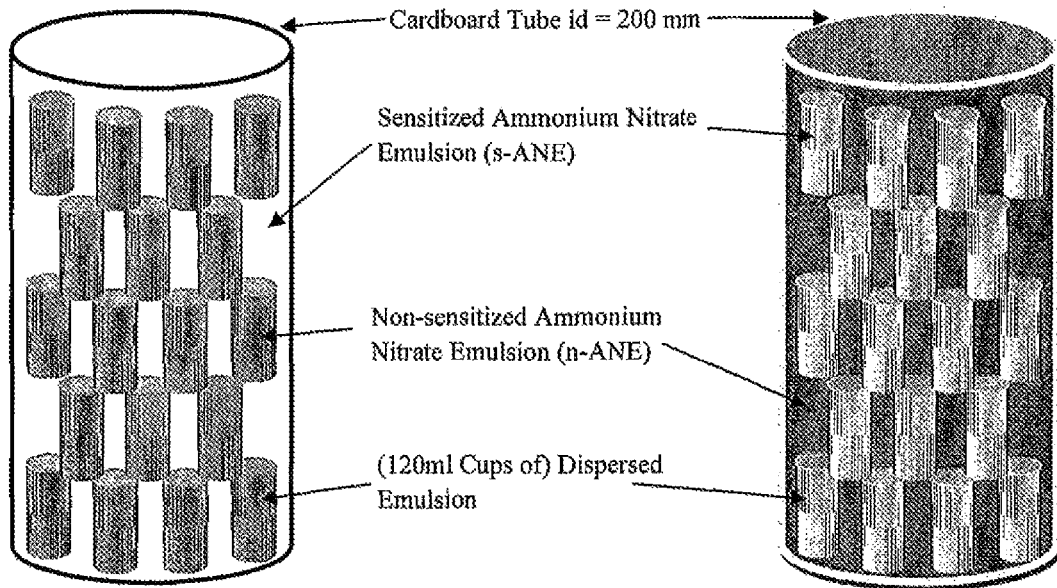 Cardboard Tube id = 200 mm
Sensitized Ammonium Nitrate
Emulsion (s-ANE)
Non-sensitized Ammonium
Nitrate Emulsion (n-ANE)
(120ml Cups of) Dispersed
Emulsion